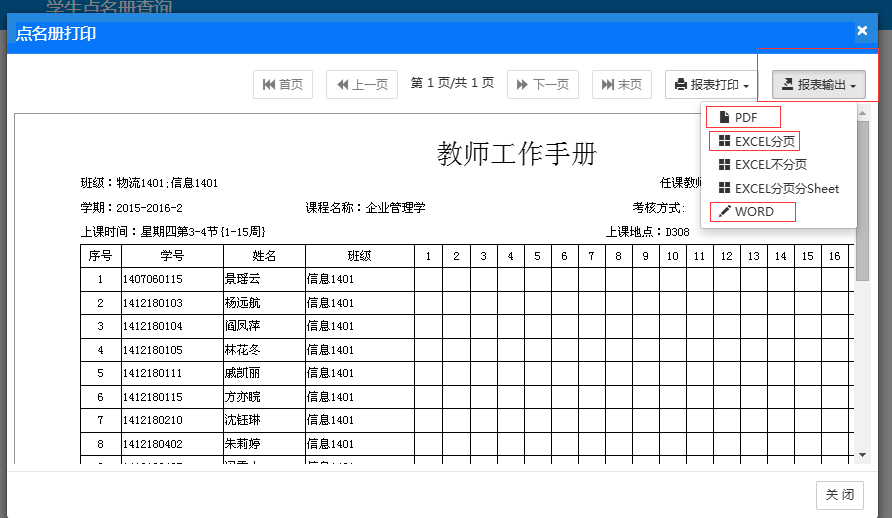 学生点名册查询
点名册打印
首页 上一页 第 1 页/共 1 页 下一页 末页 报表打印 报表输出
PDF
EXCEL分页
EXCEL不分页
EXCEL分页分Sheet
WORD
教师工作手册
班级：物流1401;信息1401 任课教师
学期：2015-2016-2 课程名称：企业管理学 考核方式:
上课时间：星期四第3-4节{1-15周} 上课地点：D308
序号 学号 姓名 班级 1 2 3 4 5 6 7 8 9 10 11 12 13 14 15 16
1 1407060115 景瑶云 信息1401
2 1412180103 杨远航 信息1401
3 1412180104 阎凤萍 信息1401
4 1412180105 林花冬 信息1401
5 1412180111 戚凯丽 信息1401
6 1412180115 方亦晥 信息1401
7 1412180210 沈钰琳 信息1401
8 1412180402 朱莉婷 信息1401
关 闭